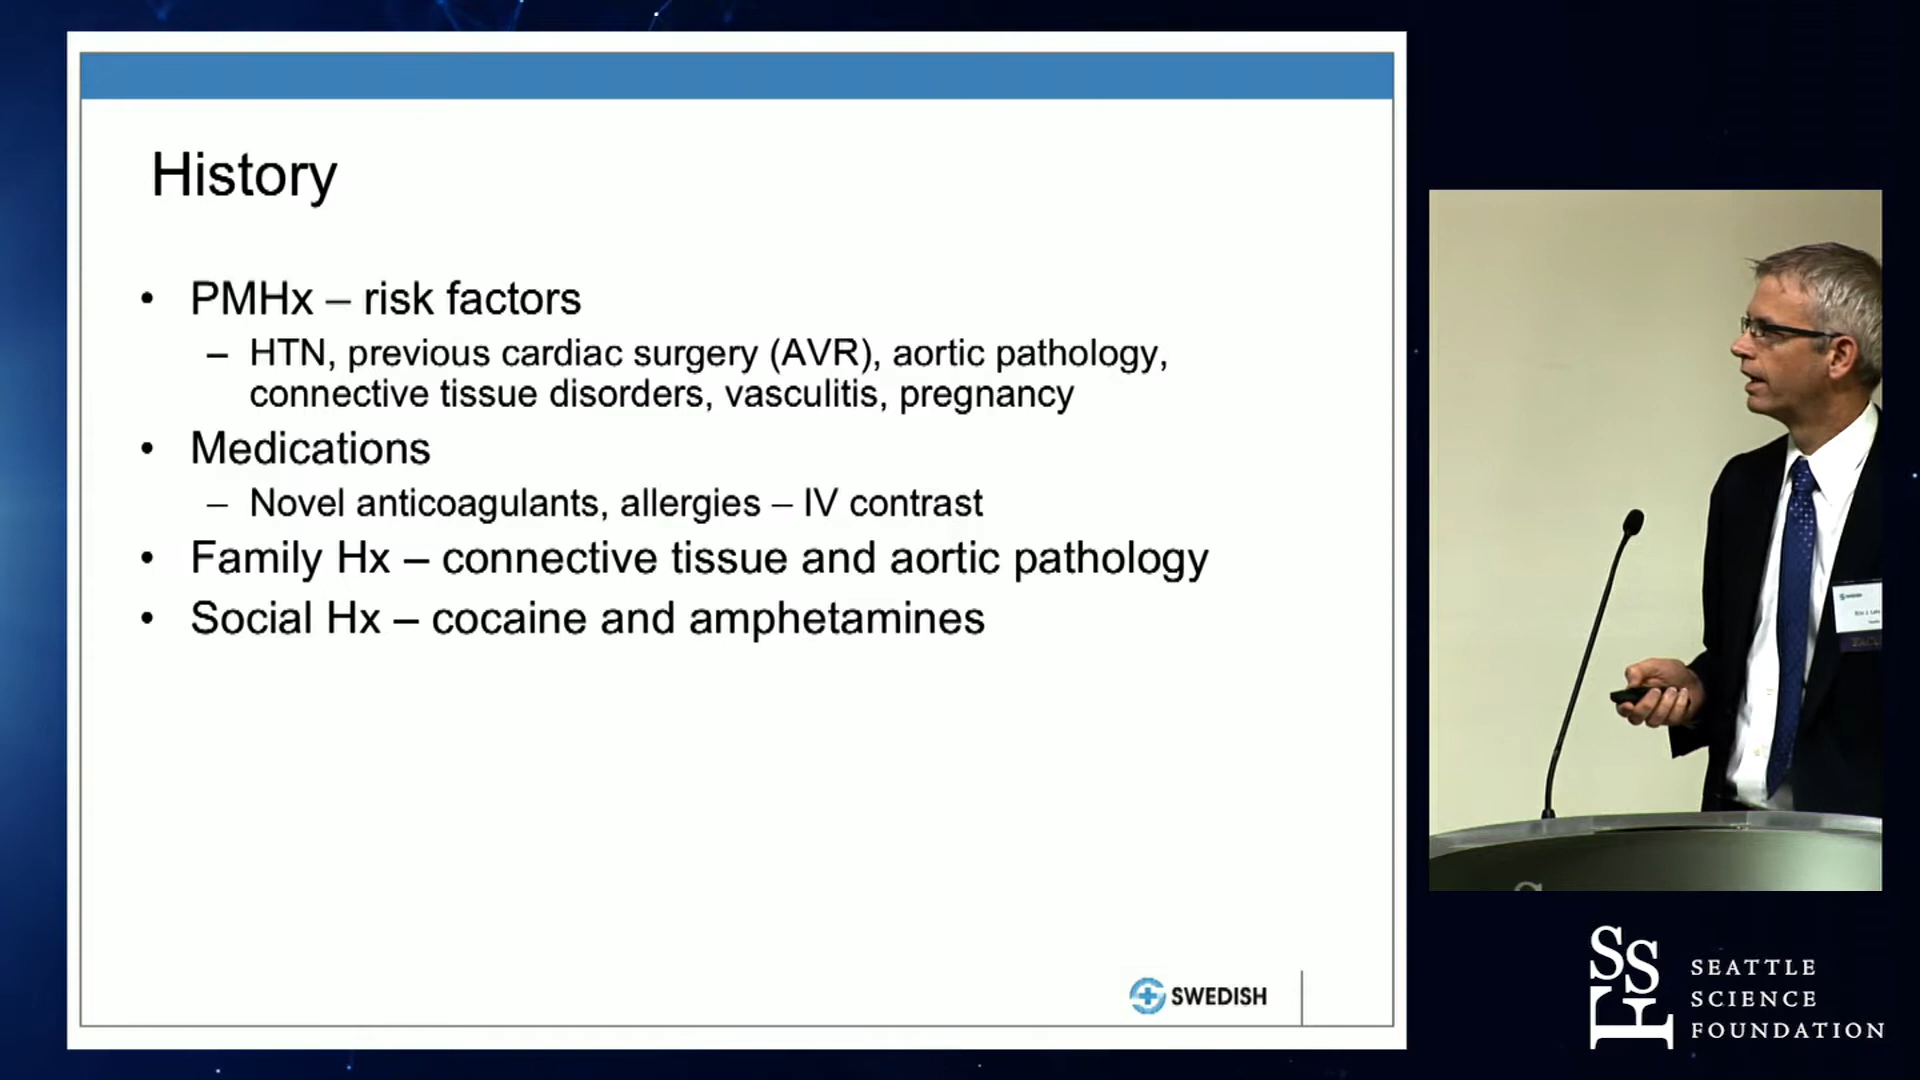 History
• PMHx – risk factors
– HTN, previous cardiac surgery (AVR), aortic pathology,
connective tissue disorders, vasculitis, pregnancy
• Medications
– Novel anticoagulants, allergies – IV contrast
• Family Hx – connective tissue and aortic pathology
• Social Hx – cocaine and amphetamines
SWEDISH
SSF
SEATTLE
SCIENCE
FOUNDATION